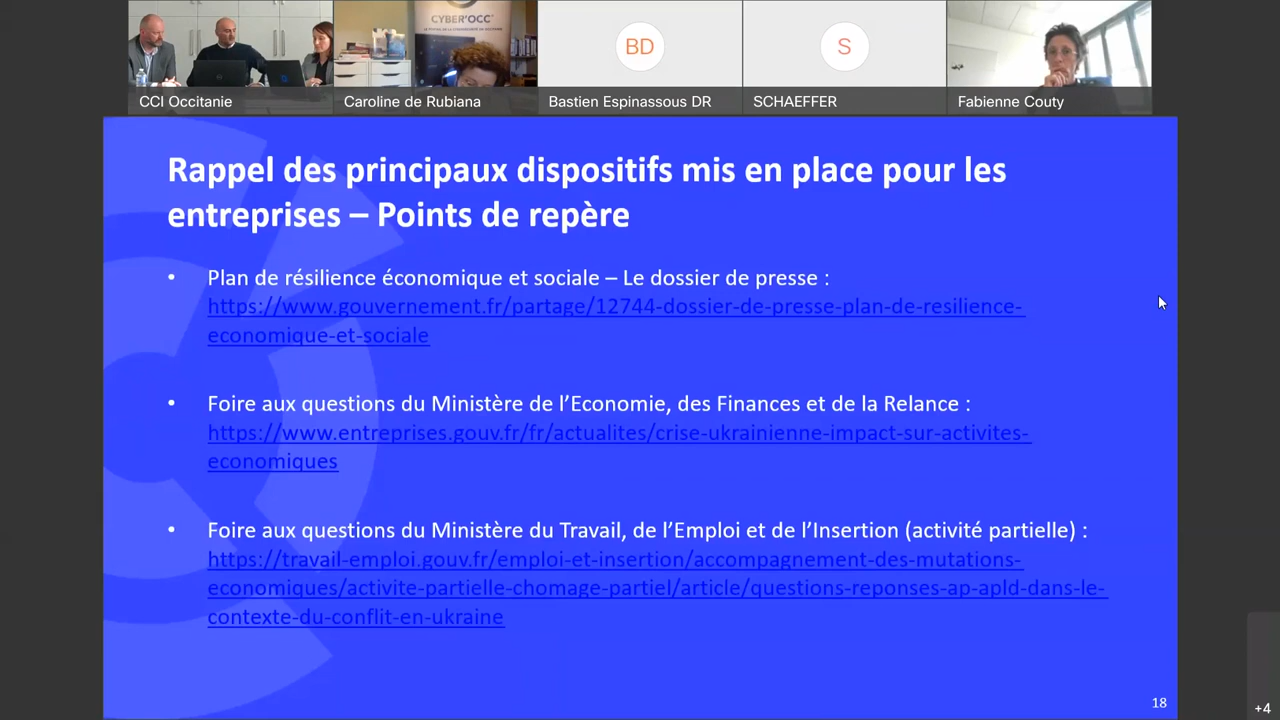 CYBER'OCC
BD
S
CCI Occitanie
Caroline de Rubiana
Bastien Espinassous DR
SCHAEFFER
Fabienne Couty
Rappel des principaux dispositifs mis en place pour les
entreprises – Points de repère
• Plan de résilience économique et sociale – Le dossier de presse :
https://www.gouvernement.fr/partage/12744-dossier-de-presse-plan-de-resilience-
economique-et-sociale
• Foire aux questions du Ministère de l’Economie, des Finances et de la Relance :
https://www.entreprises.gouv.fr/fr/actualites/crise-ukrainienne-impact-sur-activites-
economiques
• Foire aux questions du Ministère du Travail, de l’Emploi et de l’Insertion (activité partielle) :
https://travail-emploi.gouv.fr/emploi-et-insertion/accompagnement-des-mutations-
economiques/activite-partielle-chomage-partiel/article/questions-reponses-ap-apld-dans-le-
contexte-du-conflit-en-ukraine
18
+4